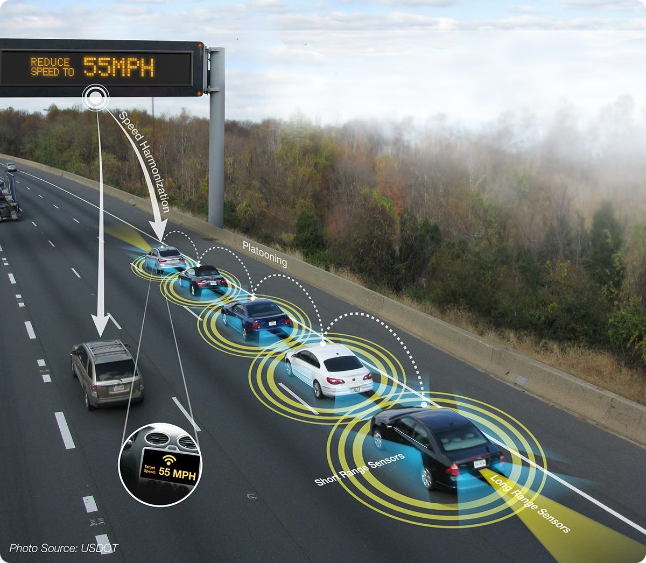 REDUCE
SPEED TO
55MPH
Speed Harmonization
Platooning
Target
Speed:
55 MPH
Short Range Sensors
Long Range Sensors
Photo Source: USDOT